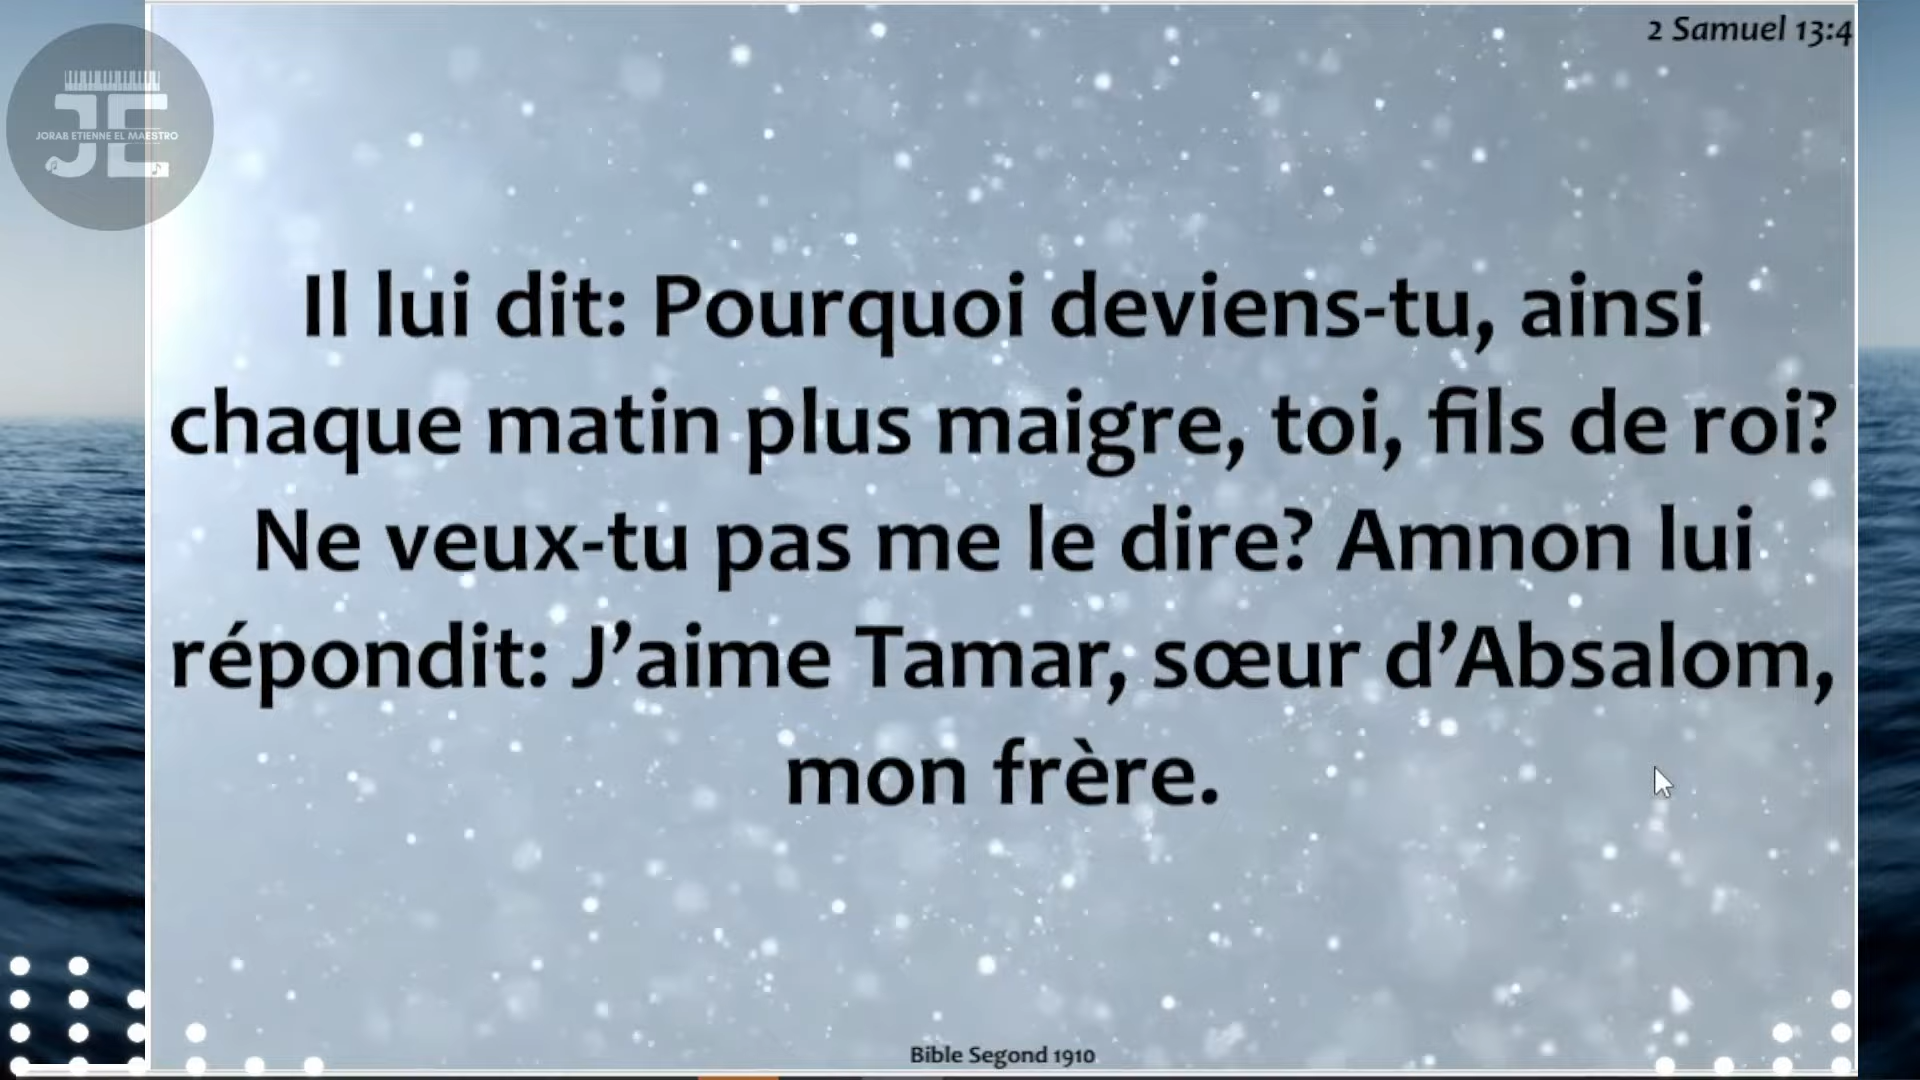 2 Samuel 13:4
JE
JORAB ETIENNE EL MAESTRO
Il lui dit: Pourquoi deviens-tu, ainsi
chaque matin plus maigre, toi, fils de roi?
Ne veux-tu pas me le dire? Amnon lui
répondit: J’aime Tamar, sœur d’Absalom,
mon frère.
Bible Segond 1910